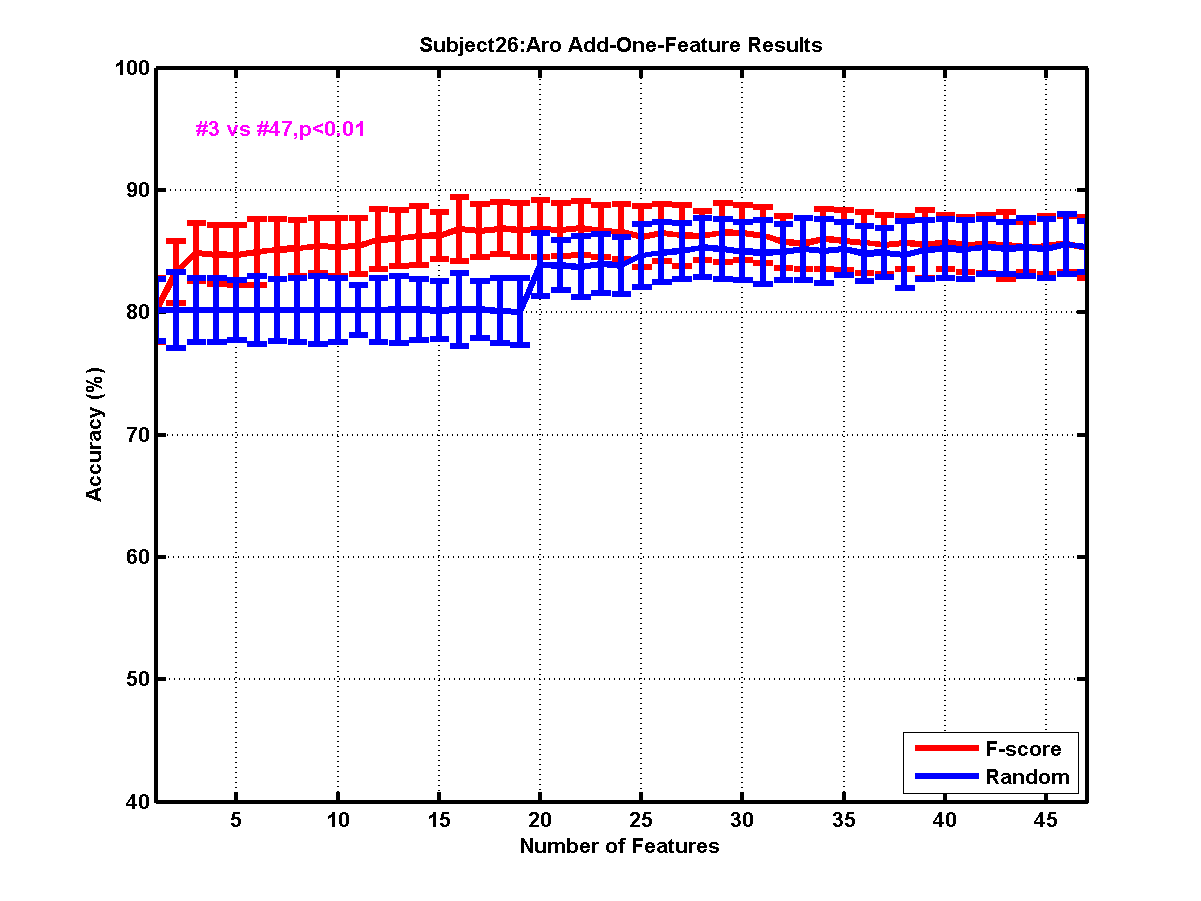 Subject26:Aro Add-One-Feature Results
#3 vs #47,p<0.01
100
90
80
70
60
50
40
Accuracy (%)
5 10 15 20 25 30 35 40 45
Number of Features
F-score
Random